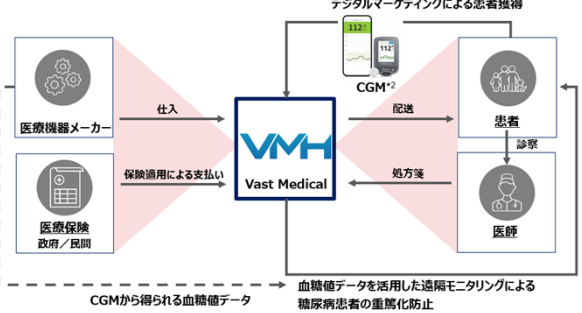 デジタルマーケティングによる患者獲得
112
112
CGM*2
医療機器メーカー
仕入
配送
患者
VMH
Vast Medical
診察
保険適用による支払い
処方箋
医療保険
政府／民間
医師
CGMから得られる血糖値データ
血糖値データを活用した遠隔モニタリングによる
糖尿病患者の重篤化防止